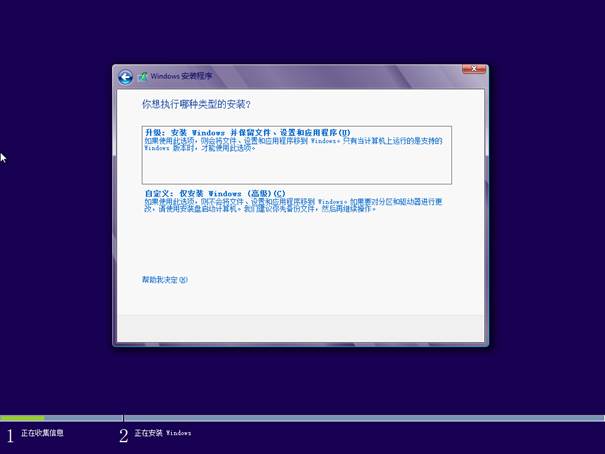 Windows 安装程序
你想执行哪种类型的安装?
升级: 安装 Windows 并保留文件、设置和应用程序(U)
如果使用此选项，则会将文件、设置和应用程序移到 Windows。只有当计算机上运行的是支持的
Windows 版本时，才能使用此选项。
自定义: 仅安装 Windows (高级)(C)
如果使用此选项，则不会将文件、设置和应用程序移到 Windows。如果要对分区和驱动器进行更
改，请使用安装盘启动计算机。我们建议你先备份文件，然后再继续操作。
帮助我决定(H)
1 正在收集信息
2 正在安装 Windows